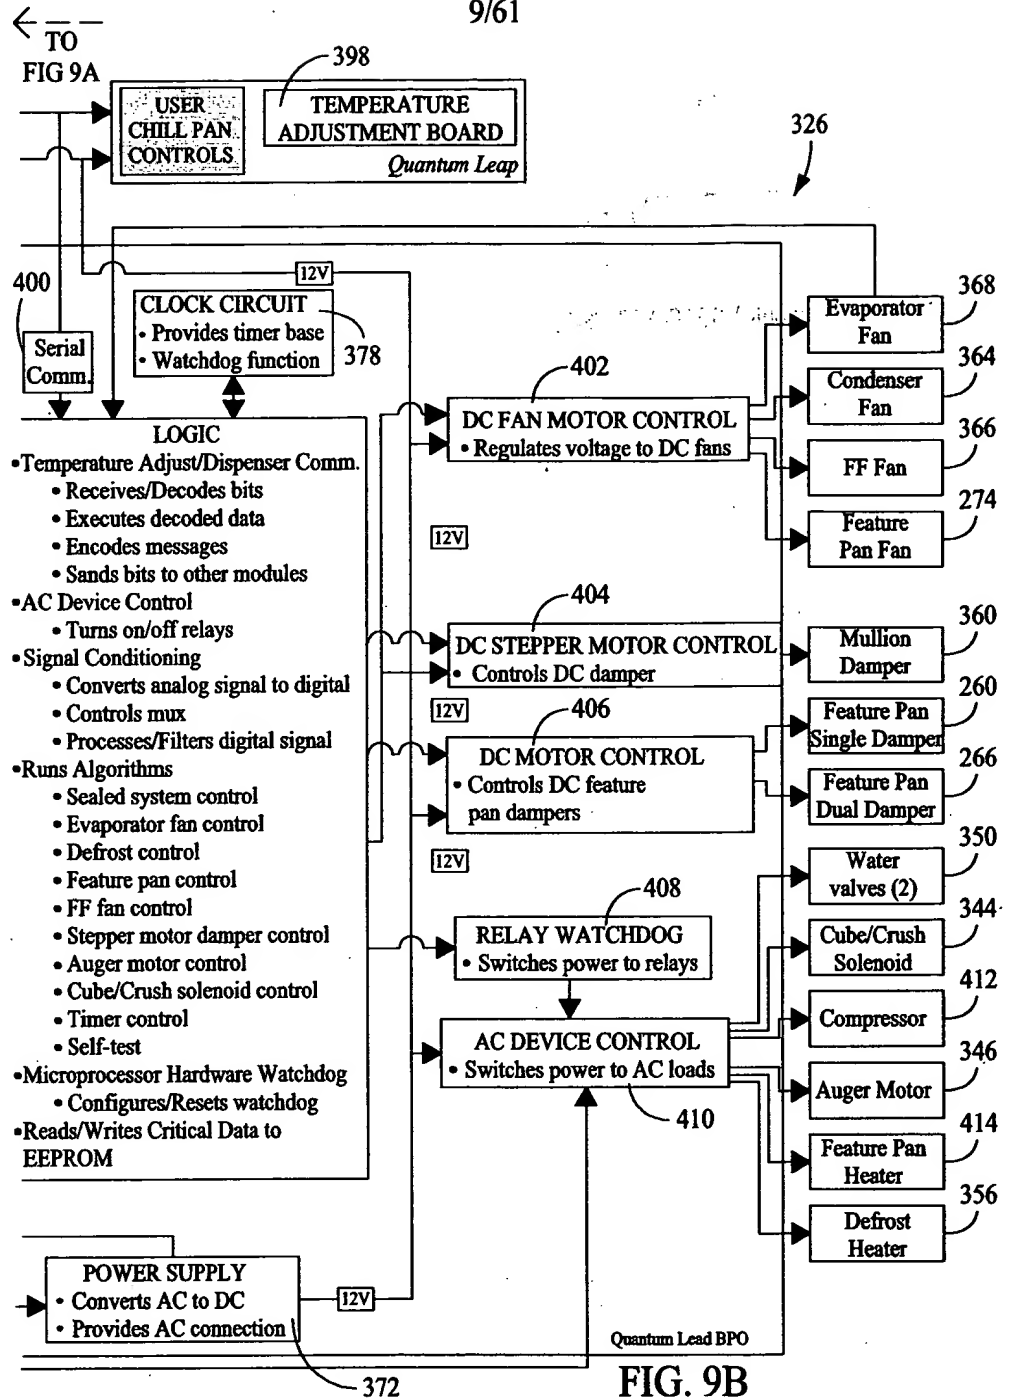 9/61
TO
FIG 9A
398
USER
CHILL PAN
CONTROLS
TEMPERATURE
ADJUSTMENT BOARD
Quantum Leap
326
400
12V
CLOCK CIRCUIT
• Provides timer base
• Watchdog function
378
Serial
Comm.
LOGIC
•Temperature Adjust/Dispenser Comm.
• Receives/Decodes bits
• Executes decoded data
• Encodes messages
• Sands bits to other modules
•AC Device Control
• Turns on/off relays
•Signal Conditioning
• Converts analog signal to digital
• Controls mux
• Processes/Filters digital signal
•Runs Algorithms
• Sealed system control
• Evaporator fan control
• Defrost control
• Feature pan control
• FF fan control
• Stepper motor damper control
• Auger motor control
• Cube/Crush solenoid control
• Timer control
• Self-test
•Microprocessor Hardware Watchdog
• Configures/Resets watchdog
•Reads/Writes Critical Data to
EEPROM
402
DC FAN MOTOR CONTROL
• Regulates voltage to DC fans
12V
404
DC STEPPER MOTOR CONTROL
• Controls DC damper
12V
406
DC MOTOR CONTROL
• Controls DC feature
pan dampers
12V
408
RELAY WATCHDOG
• Switches power to relays
AC DEVICE CONTROL
• Switches power to AC loads
410
Evaporator
Fan
368
Condenser
Fan
364
FF Fan
366
Feature
Pan Fan
274
Mullion
Damper
360
Feature Pan
Single Damper
260
Feature Pan
Dual Damper
266
Water
valves (2)
350
Cube/Crush
Solenoid
344
Compressor
412
Auger Motor
346
Feature Pan
Heater
414
Defrost
Heater
356
POWER SUPPLY
• Converts AC to DC
• Provides AC connection
12V
372
Quantum Lead BPO
FIG. 9B